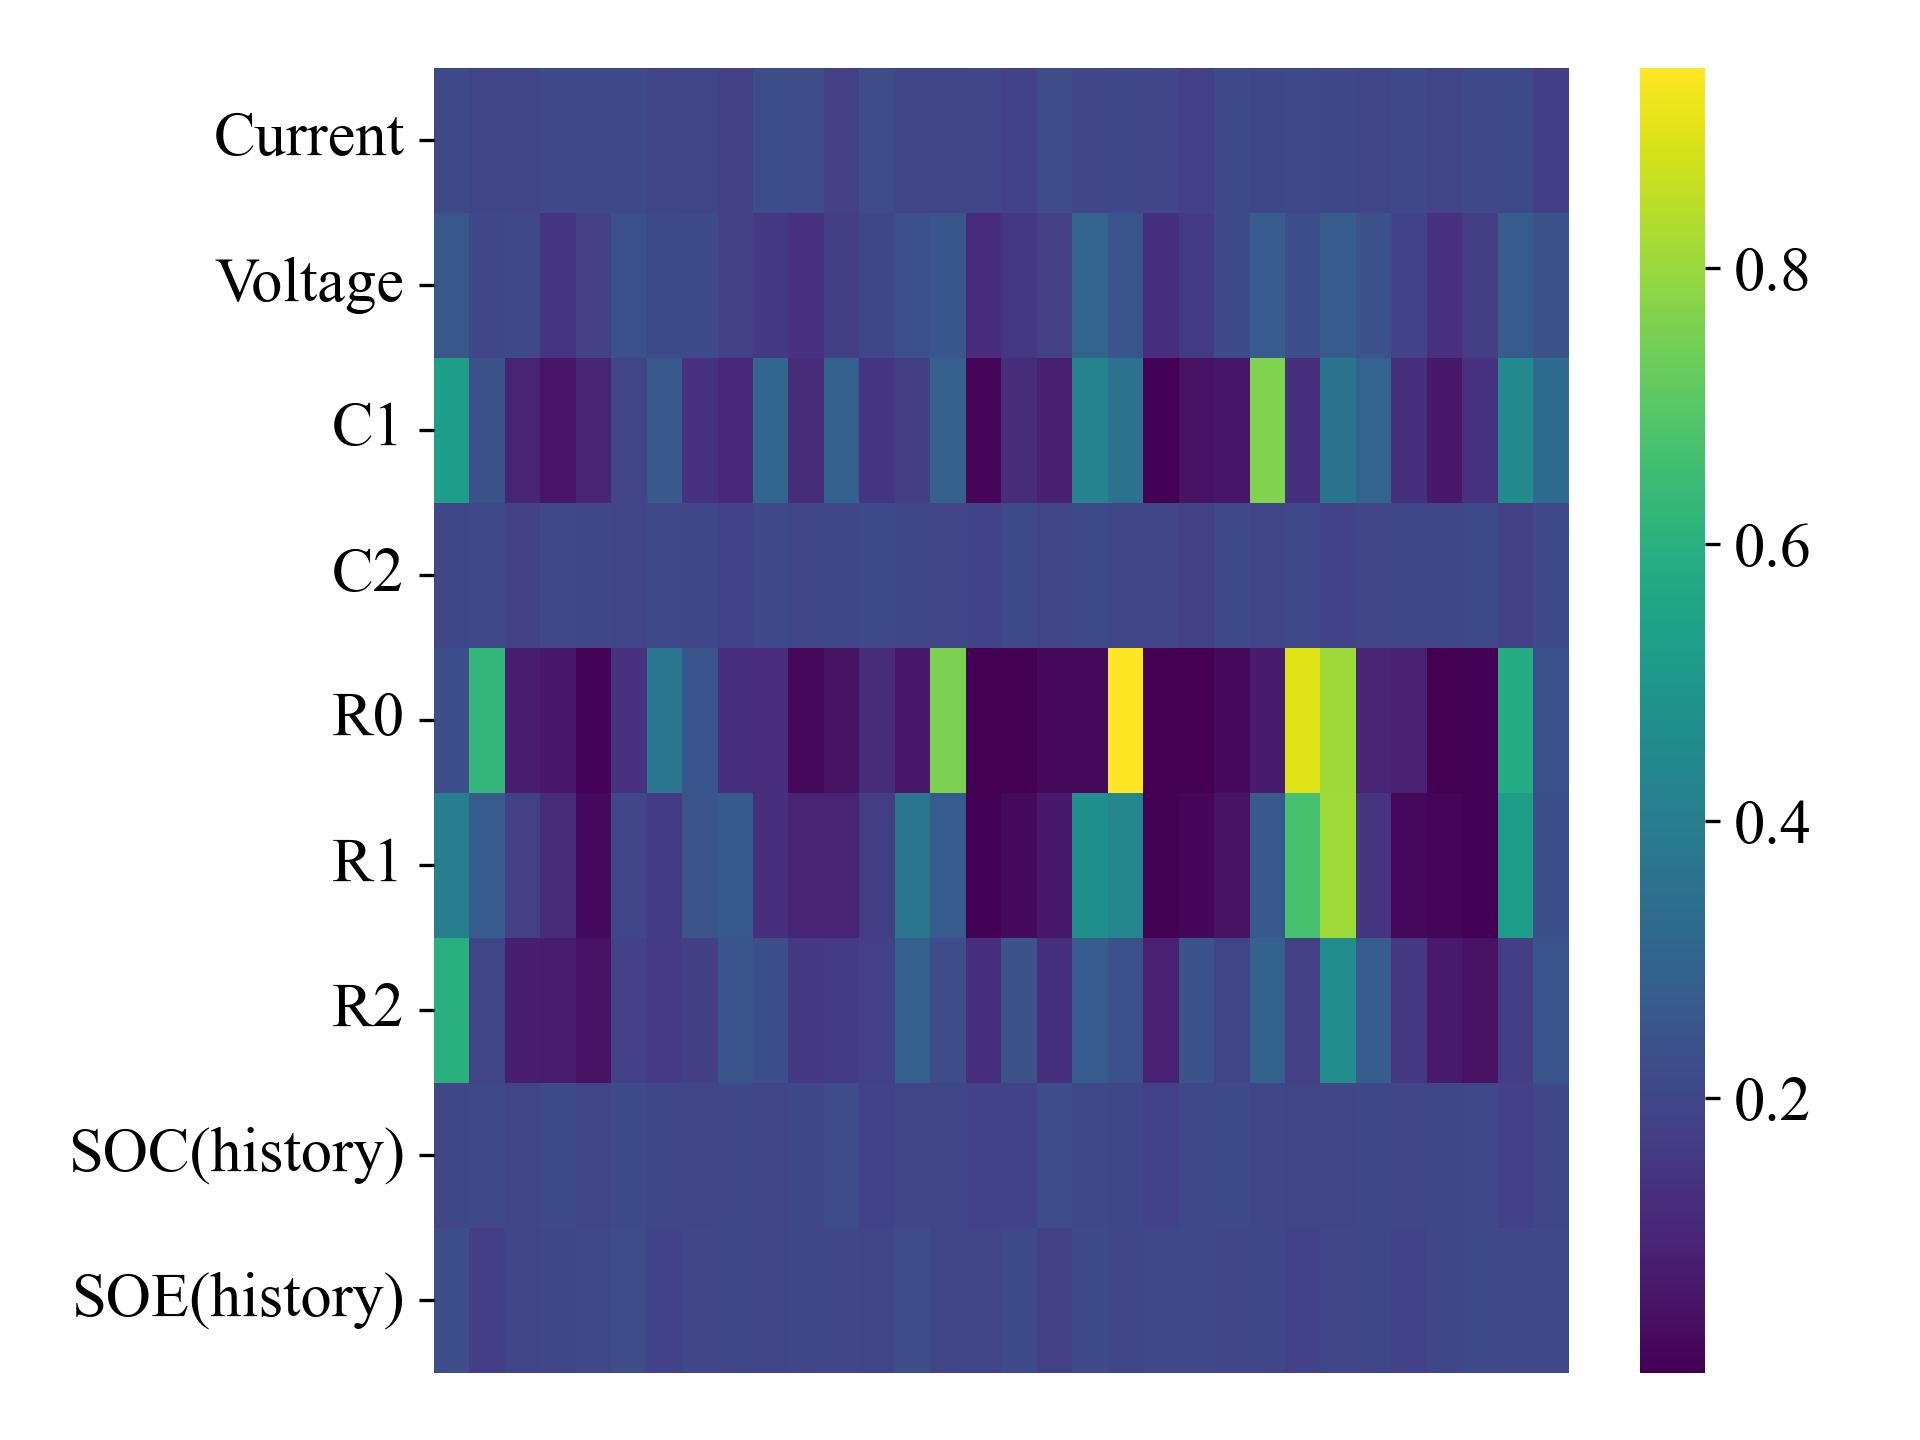 Current
Voltage
C1
C2
R0
R1
R2
SOC(history)
SOE(history)
0.8
0.6
0.4
0.2